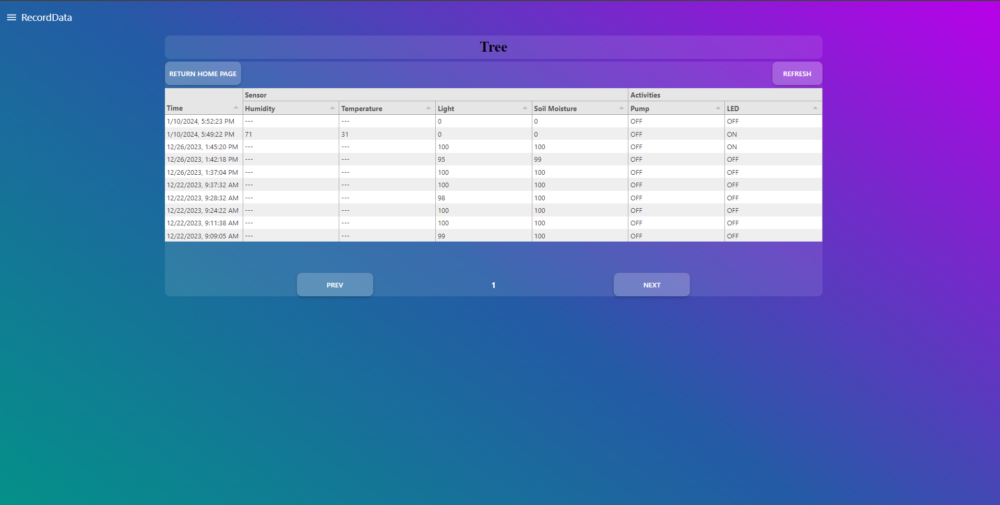 RecordData
Tree
RETURN HOME PAGE REFRESH
Sensor Activities
Time Humidity Temperature Light Soil Moisture Pump LED
1/10/2024, 5:52:23 PM --- --- 0 0 OFF OFF
1/10/2024, 5:49:22 PM 71 31 0 0 OFF ON
12/26/2023, 1:45:20 PM --- --- 100 100 OFF ON
12/26/2023, 1:42:18 PM --- --- 95 99 OFF OFF
12/26/2023, 1:37:04 PM --- --- 100 100 OFF OFF
12/22/2023, 9:37:32 AM --- --- 100 100 OFF OFF
12/22/2023, 9:28:32 AM --- --- 98 100 OFF OFF
12/22/2023, 9:24:22 AM --- --- 100 100 OFF OFF
12/22/2023, 9:11:38 AM --- --- 100 100 OFF OFF
12/22/2023, 9:09:05 AM --- --- 99 100 OFF OFF
PREV 1 NEXT